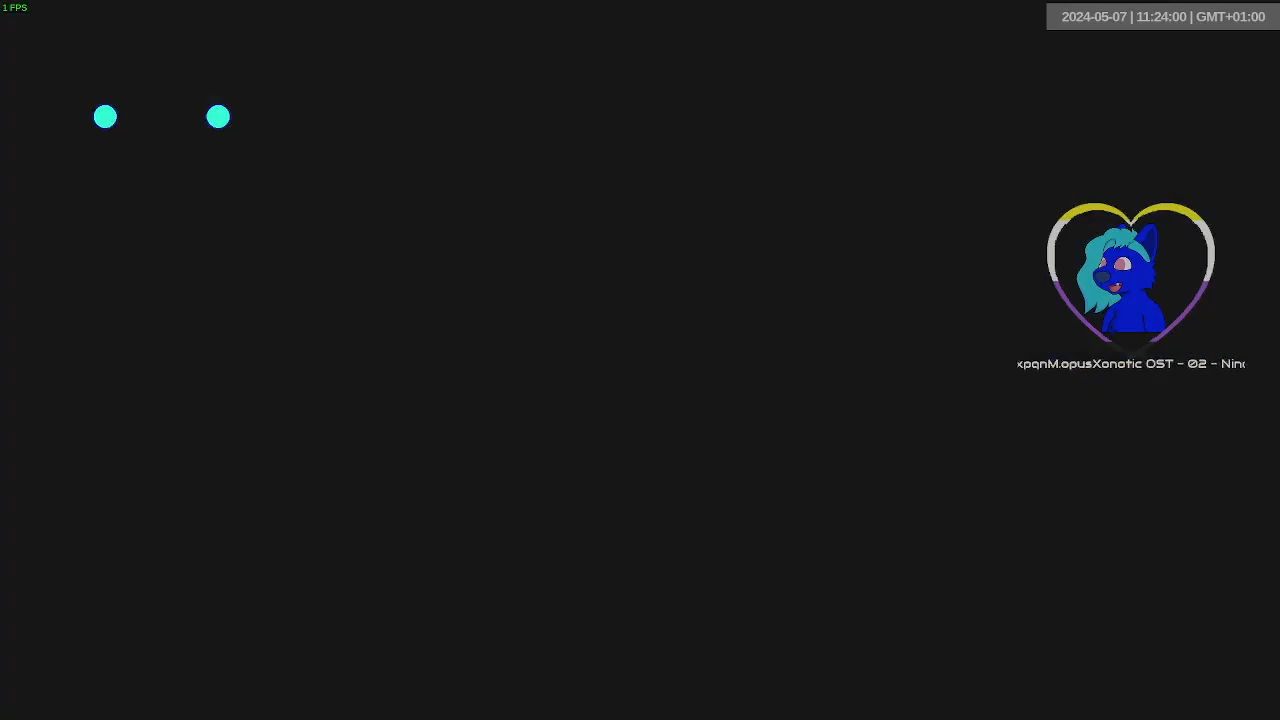 1 FPS
2024-05-07 | 11:24:00 | GMT+01:00
xpqnM.opusXonotic OST - 02 - Nin